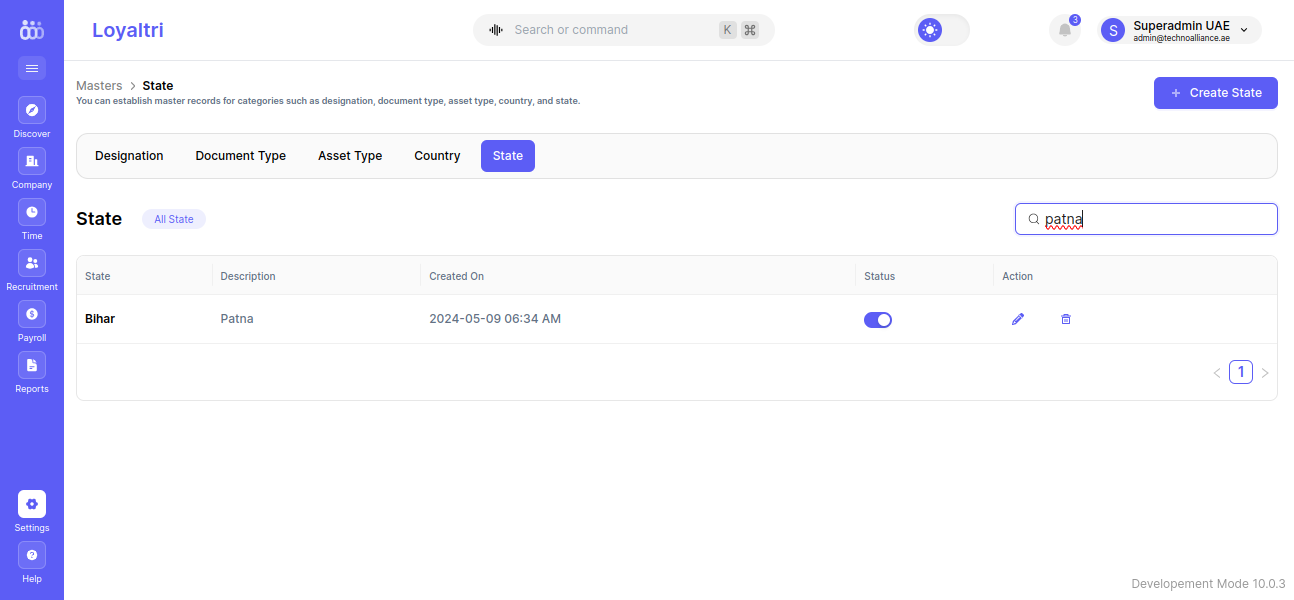 Loyaltri
Search or command K ⌘
3
S Superadmin UAE
admin@technoalliance.ae
Discover
Company
Time
Recruitment
Payroll
Reports
Settings
Help
Masters > State
You can establish master records for categories such as designation, document type, asset type, country, and state.
+ Create State
Designation Document Type Asset Type Country State
State All State patna
State Description Created On Status Action
Bihar Patna 2024-05-09 06:34 AM
< 1 >
Developement Mode 10.0.3